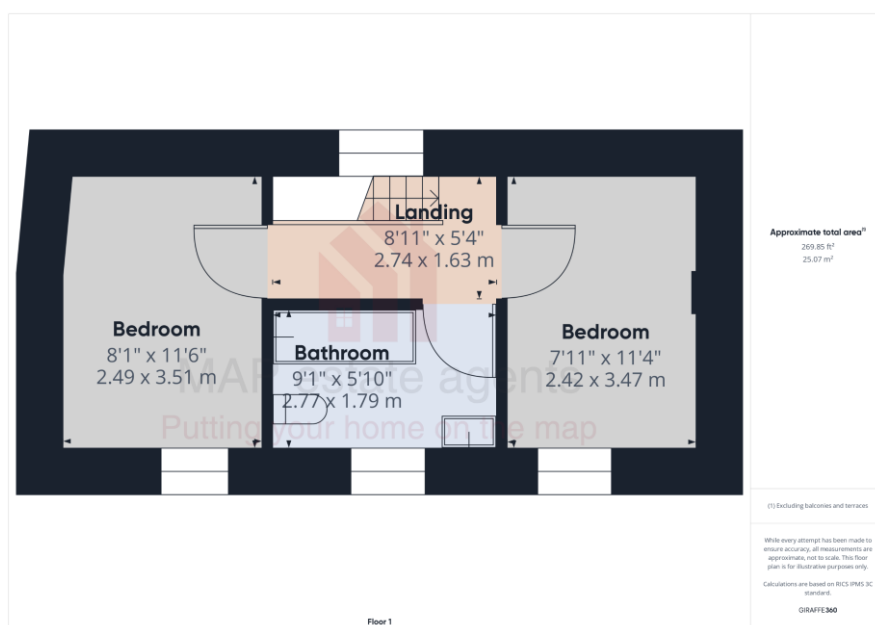 Landing
8'11" x 5'4"
2.74 x 1.63 m
Bedroom
8'1" x 11'6"
2.49 x 3.51 m
Bathroom
9'1" x 5'10"
2.77 x 1.79 m
Bedroom
7'11" x 11'4"
2.42 x 3.47 m
MAP estate agents
Putting your home on the map
Approximate total area⁽¹⁾
269.85 ft²
25.07 m²
(1) Excluding balconies and terraces
While every attempt has been made to
ensure accuracy, all measurements are
approximate, not to scale. This floor
plan is for illustrative purposes only.
Calculations are based on RICS IPMS 3C
standard.
GIRAFFE360
Floor 1